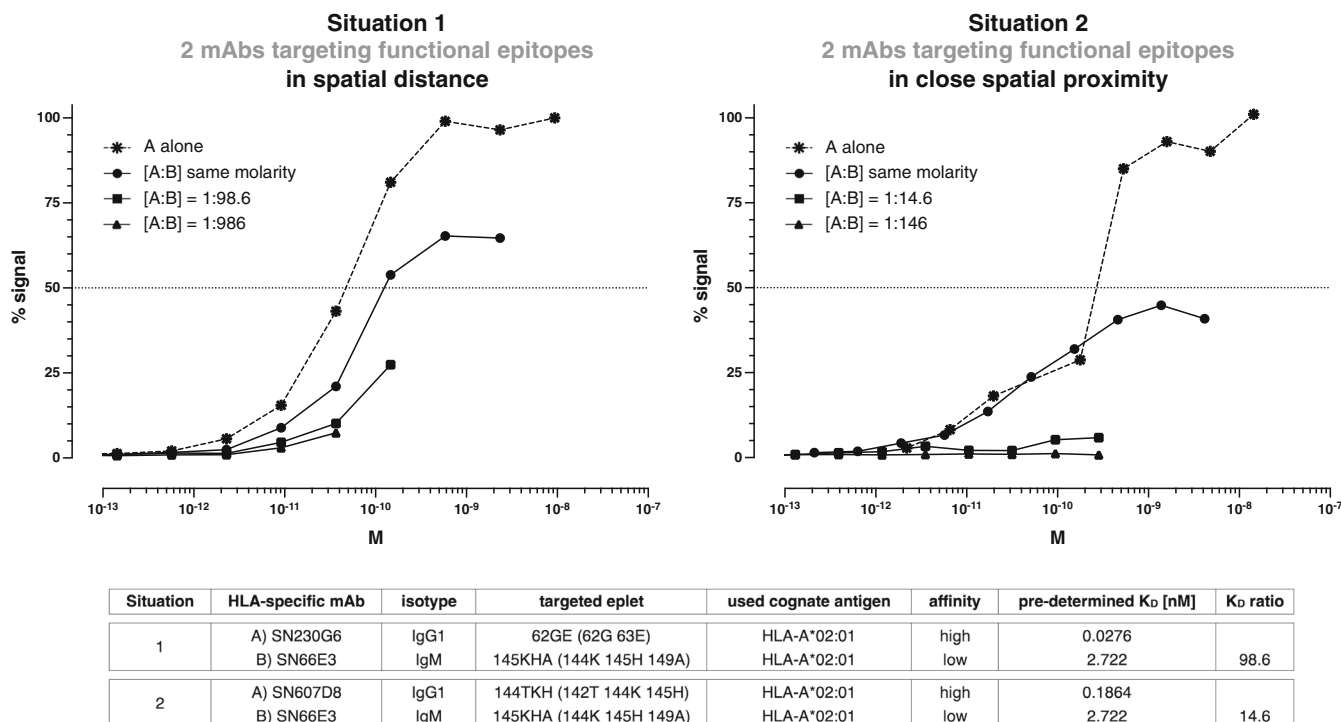 Situation 1
2 mAbs targeting functional epitopes
in spatial distance
% signal
100
75
50
25
0
A alone
[A:B] same molarity
[A:B] = 1:98.6
[A:B] = 1:986
10-13
10-12
10-11
10-10
10-9
10-8
10-7
M
Situation 2
2 mAbs targeting functional epitopes
in close spatial proximity
% signal
100
75
50
25
0
A alone
[A:B] same molarity
[A:B] = 1:14.6
[A:B] = 1:146
10-13
10-12
10-11
10-10
10-9
10-8
10-7
M
Situation HLA-specific mAb isotype targeted eplet used cognate antigen affinity pre-determined KD [nM] KD ratio
1
A) SN230G6 IgG1 62GE (62G 63E) HLA-A*02:01 high 0.0276
B) SN66E3 IgM 145KHA (144K 145H 149A) HLA-A*02:01 low 2.722 98.6
2
A) SN607D8 IgG1 144TKH (142T 144K 145H) HLA-A*02:01 high 0.1864
B) SN66E3 IgM 145KHA (144K 145H 149A) HLA-A*02:01 low 2.722 14.6